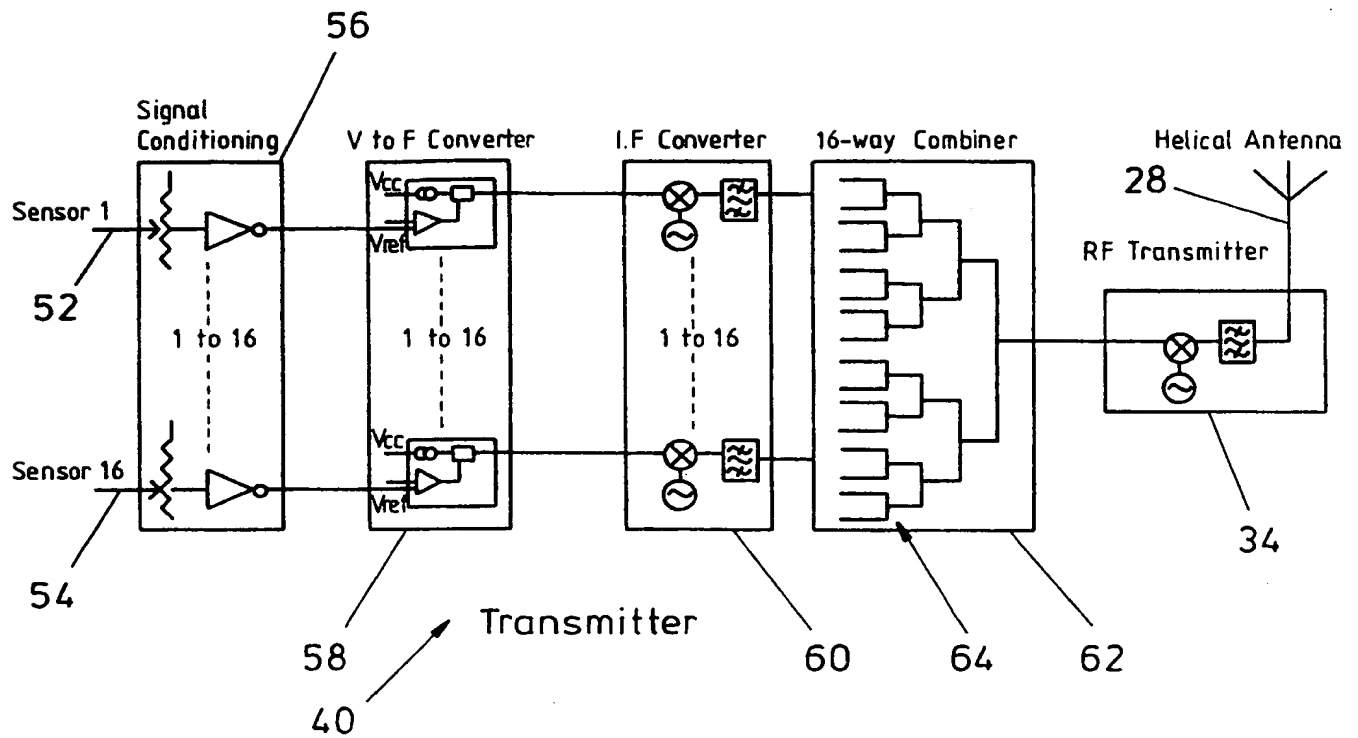 56
Signal
Conditioning
V to F Converter
I.F Converter
16-way Combiner
Helical Antenna
28
Vcc
Sensor 1
Vref
RF Transmitter
52
1 to 16
1 to 16
1 to 16
Vcc
Sensor 16
Vref
34
54
Transmitter
58
60
64
62
40